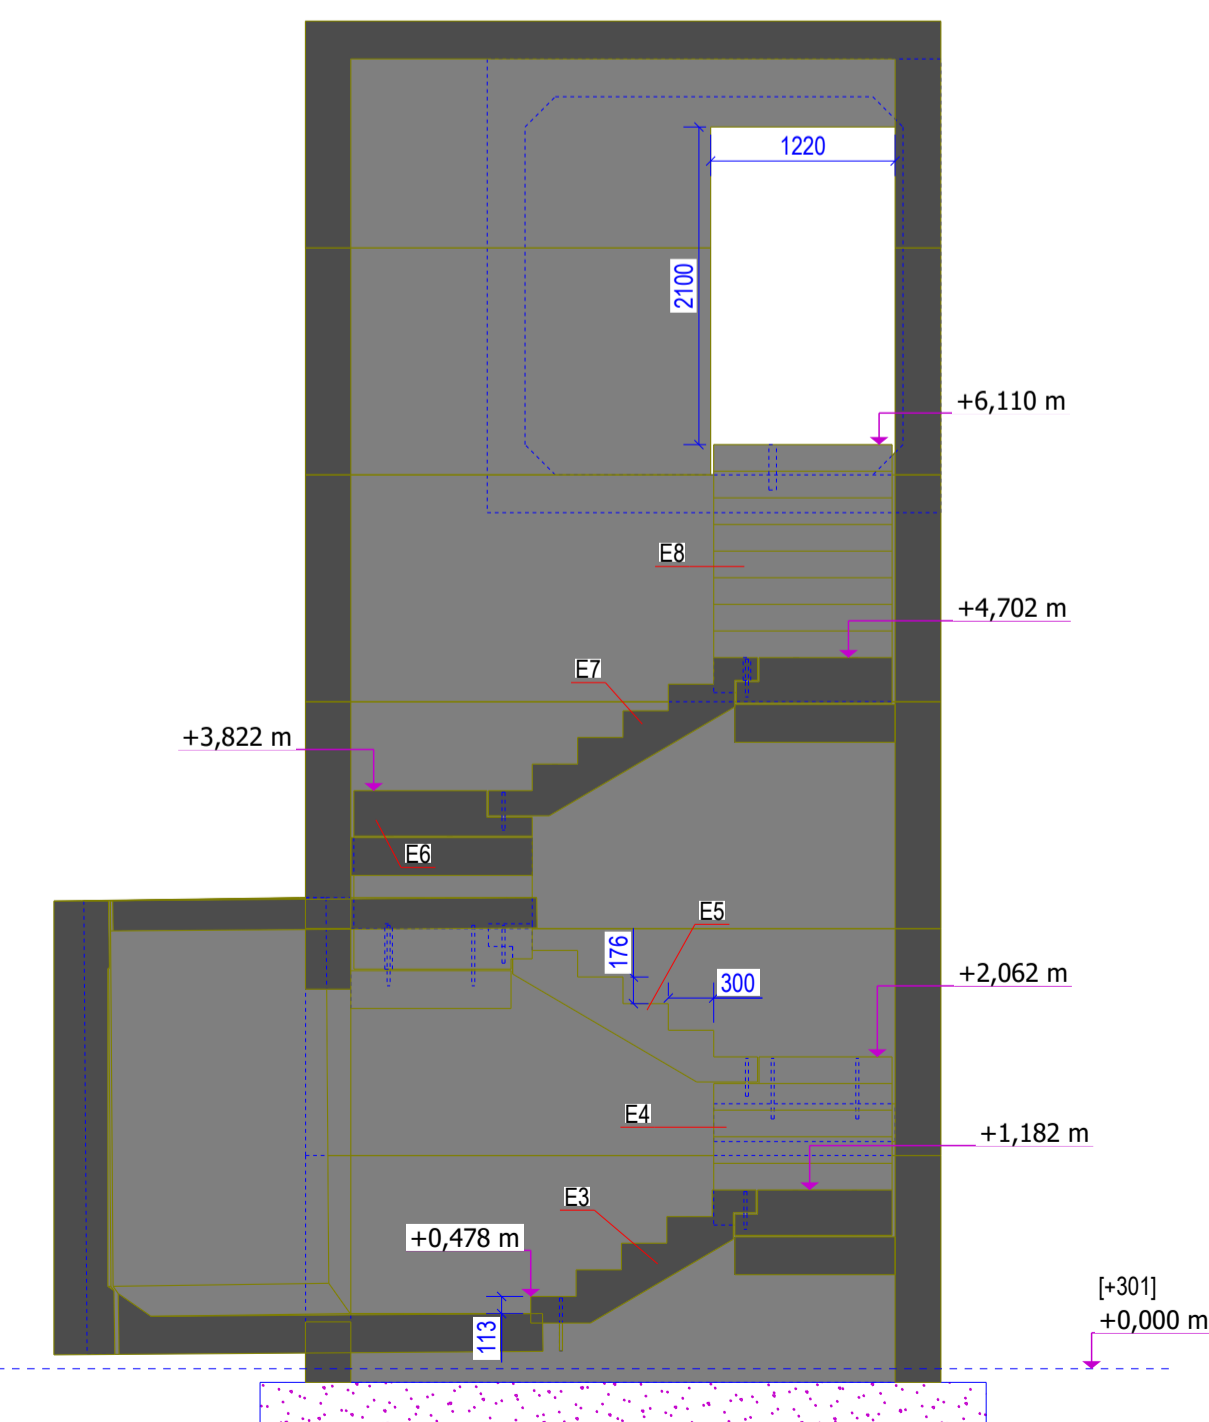 1220
2100
+6,110 m
E8
+4,702 m
E7
+3,822 m
E6
E5
176
300
+2,062 m
E4
+1,182 m
E3
+0,478 m
113
[+301]
+0,000 m